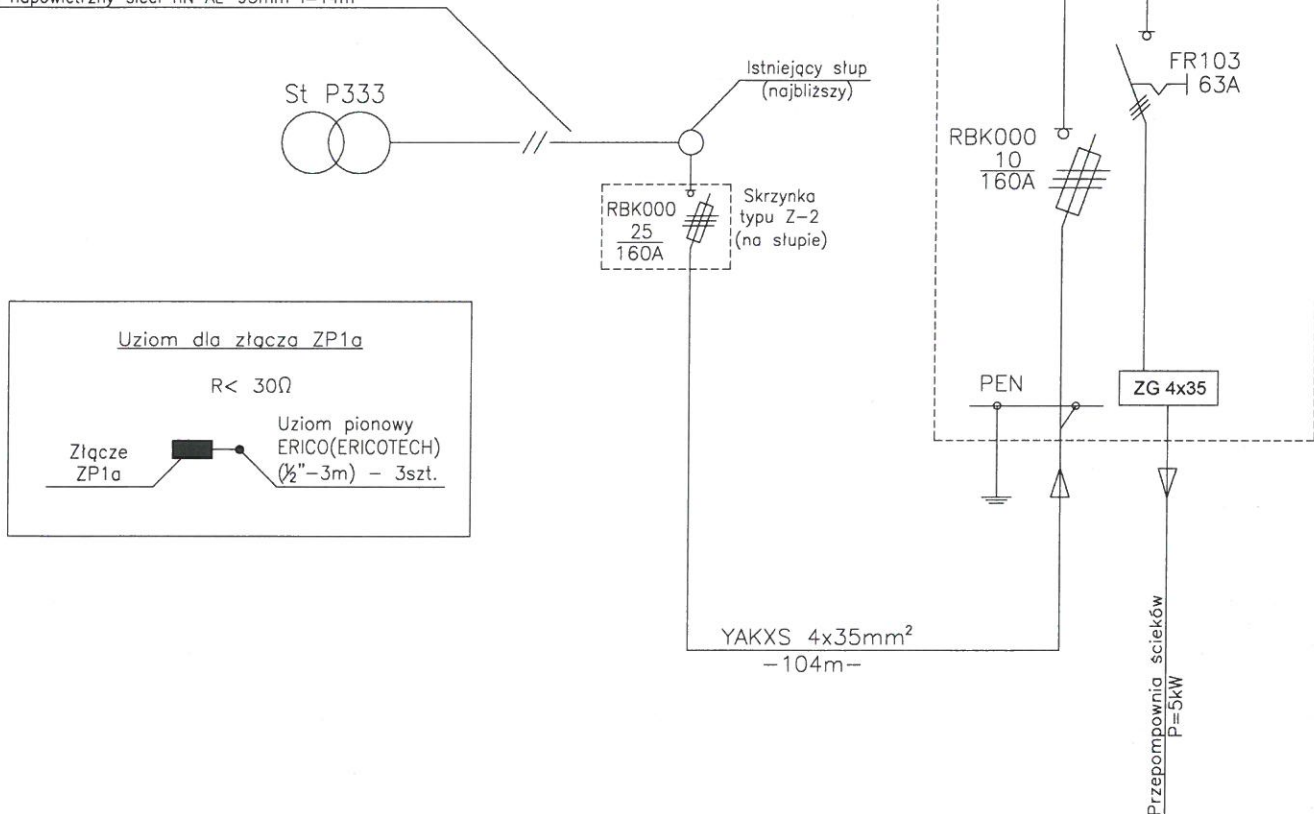 St P333
Istniejący słup
(najbliższy)
FR103
63A
RBK000
10
160A
RBK000
25
160A
Skrzynka
typu Z-2
(na słupie)
Uziom dla złącza ZP1a
R< 30Ω
Złącze
ZP1a
Uziom pionowy
ERICO(ERICOTECH)
(½"-3m) - 3szt.
PEN
ZG 4x35
YAKXS 4x35mm²
-104m-
Przepompownia ścieków
P=5kW